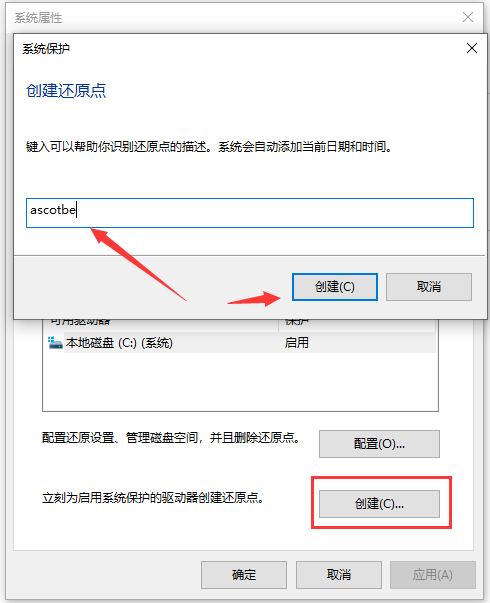 系统属性
系统保护
创建还原点
键入可以帮助你识别还原点的描述。系统会自动添加当前日期和时间。
ascotbe
创建(C)
取消
可用驱动器
保护
本地磁盘 (C:) (系统)
启用
配置还原设置、管理磁盘空间，并且删除还原点。
配置(O)...
立刻为启用系统保护的驱动器创建还原点。
创建(C)...
确定
取消
应用(A)